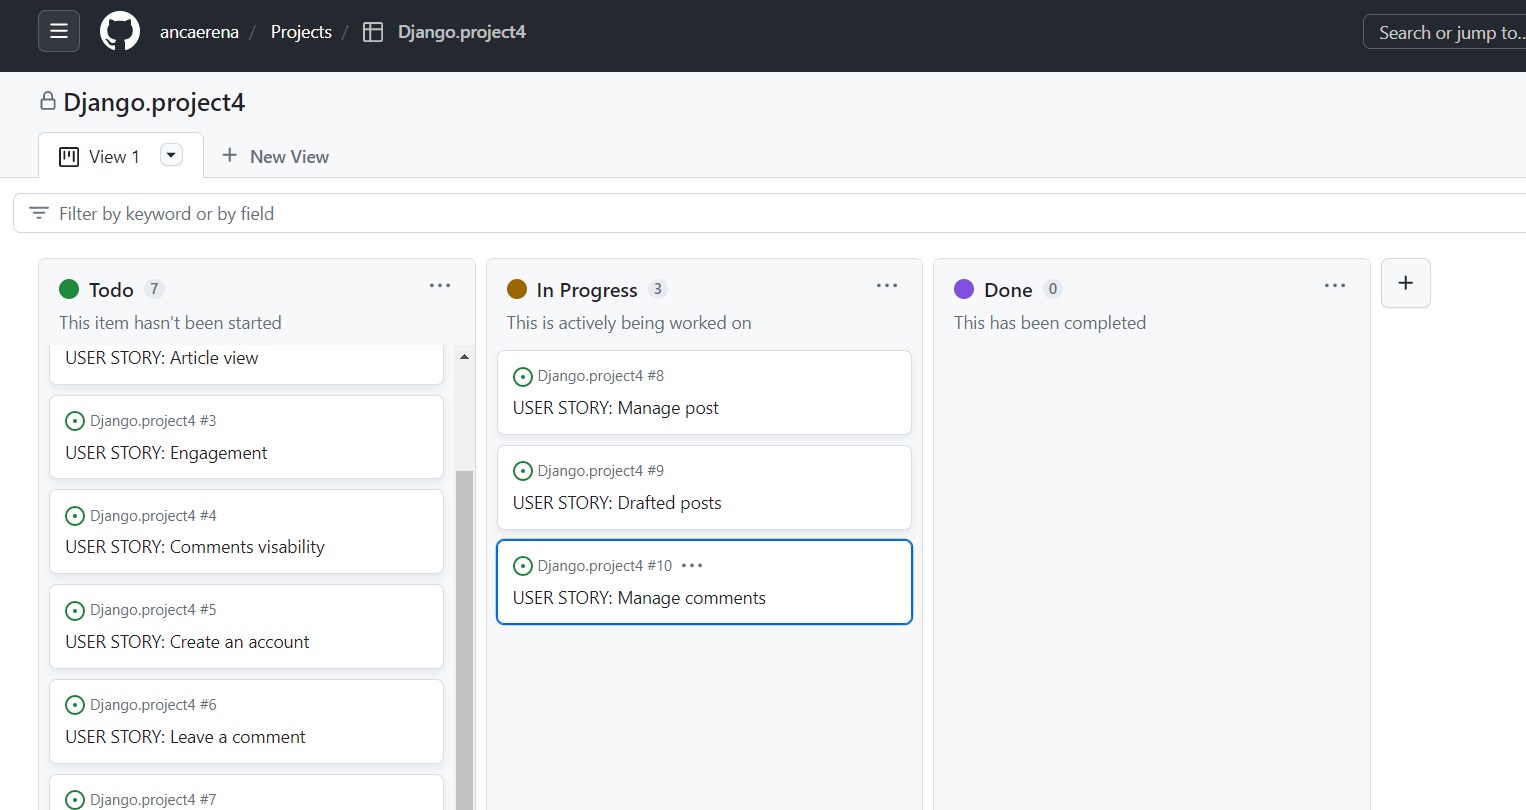 ancaerena / Projects / Django.project4
Search or jump to...
Django.project4
View 1
New View
Filter by keyword or by field
Todo 7
This item hasn't been started
USER STORY: Article view
Django.project4 #3
USER STORY: Engagement
Django.project4 #4
USER STORY: Comments visability
Django.project4 #5
USER STORY: Create an account
Django.project4 #6
USER STORY: Leave a comment
Django.project4 #7
In Progress 3
This is actively being worked on
Django.project4 #8
USER STORY: Manage post
Django.project4 #9
USER STORY: Drafted posts
Django.project4 #10
USER STORY: Manage comments
Done 0
This has been completed